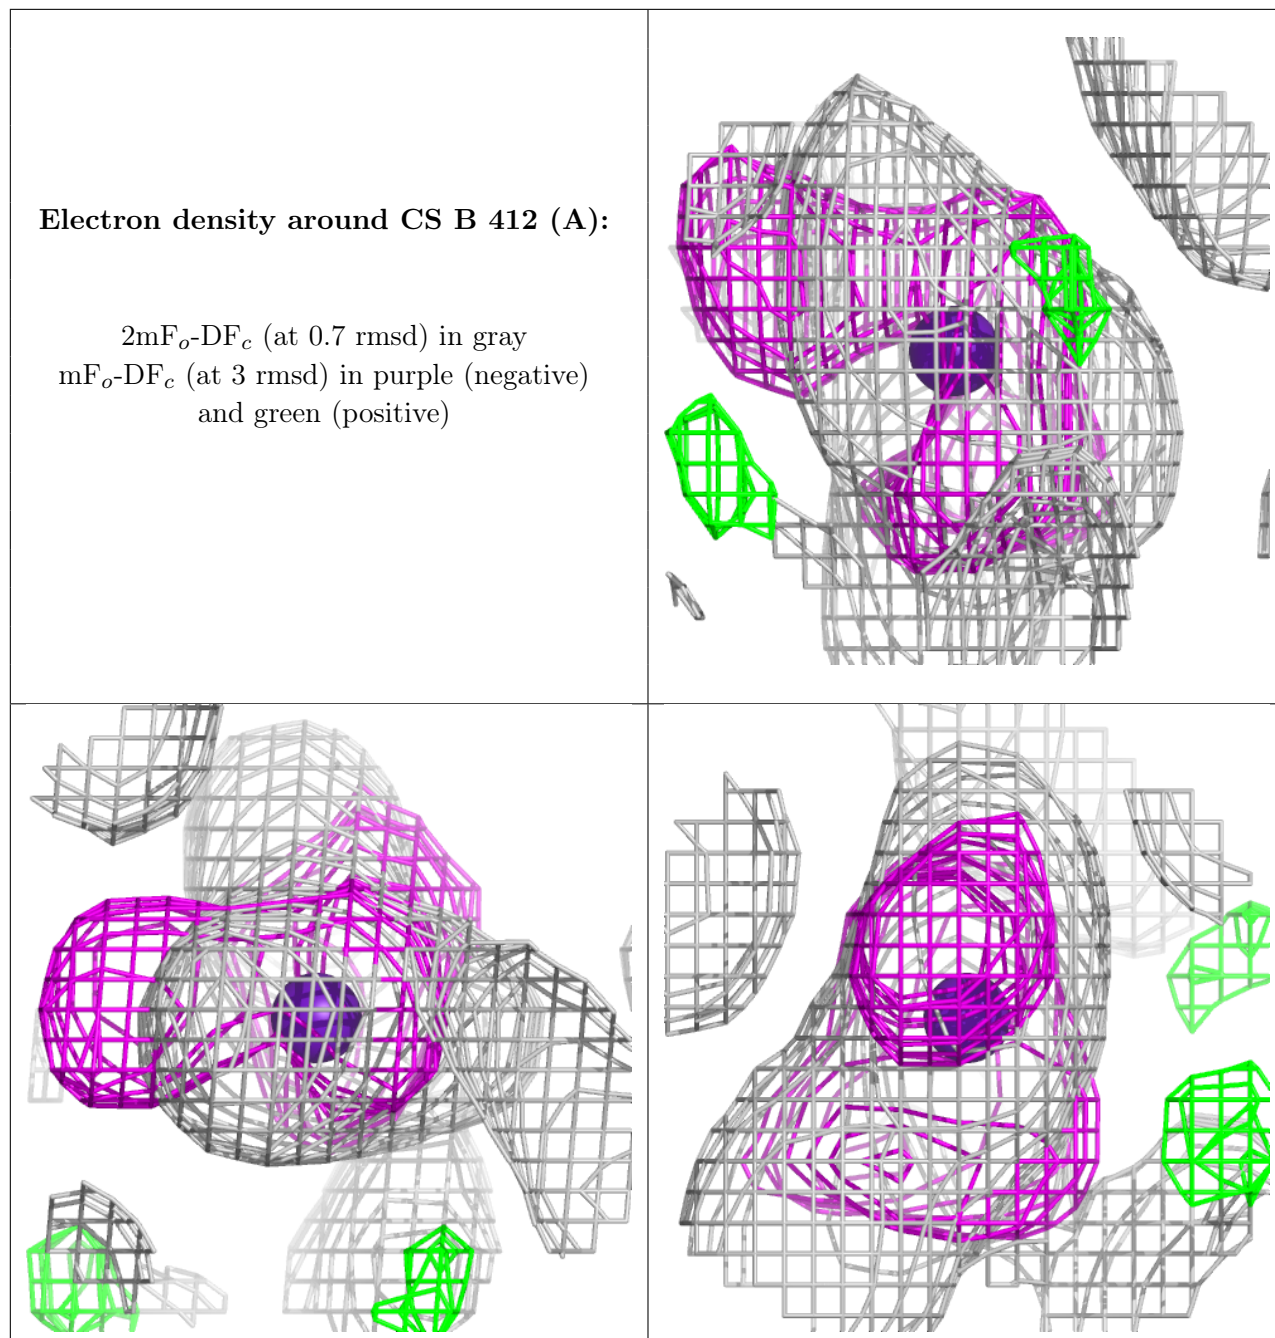 Electron density around CS B 412 (A):
2mFo-DFc (at 0.7 rmsd) in gray
mFo-DFc (at 3 rmsd) in purple (negative)
and green (positive)